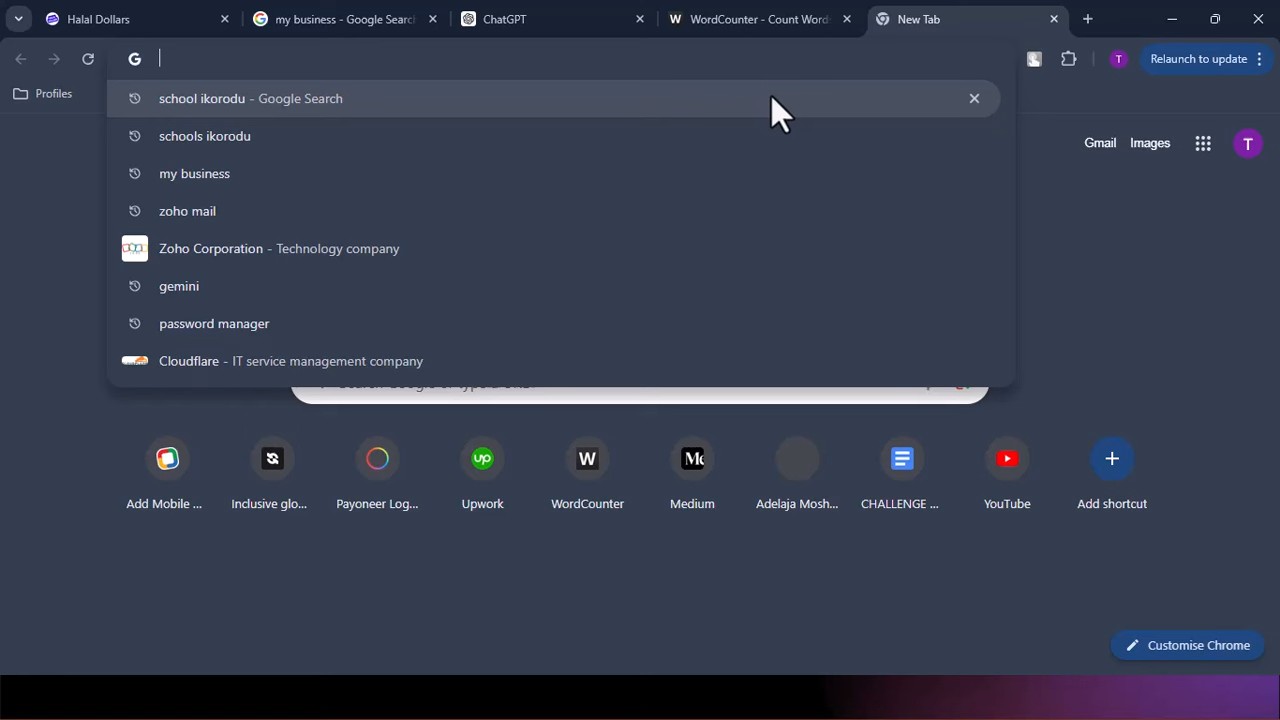 Halal Dollars
my business - Google Searc
ChatGPT
WordCounter - Count Word
New Tab
Relaunch to update
T
Profiles
school ikorodu - Google Search
schools ikorodu
my business
zoho mail
Zoho Corporation - Technology company
gemini
password manager
Cloudflare - IT service management company
Gmail Images
T
Add Mobile ...
Inclusive glo...
Payoneer Log...
Upwork
WordCounter
Medium
Adelaja Mosh...
CHALLENGE ...
YouTube
Add shortcut
Customise Chrome